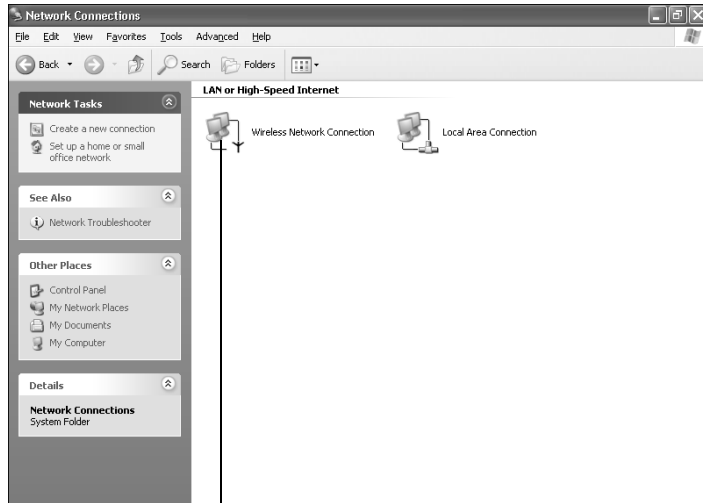 Network Connections
File Edit View Favorites Tools Advanced Help
Back Search Folders
Network Tasks
Create a new connection
Set up a home or small
office network
See Also
Network Troubleshooter
Other Places
Control Panel
My Network Places
My Documents
My Computer
Details
Network Connections
System Folder
LAN or High-Speed Internet
Wireless Network Connection Local Area Connection